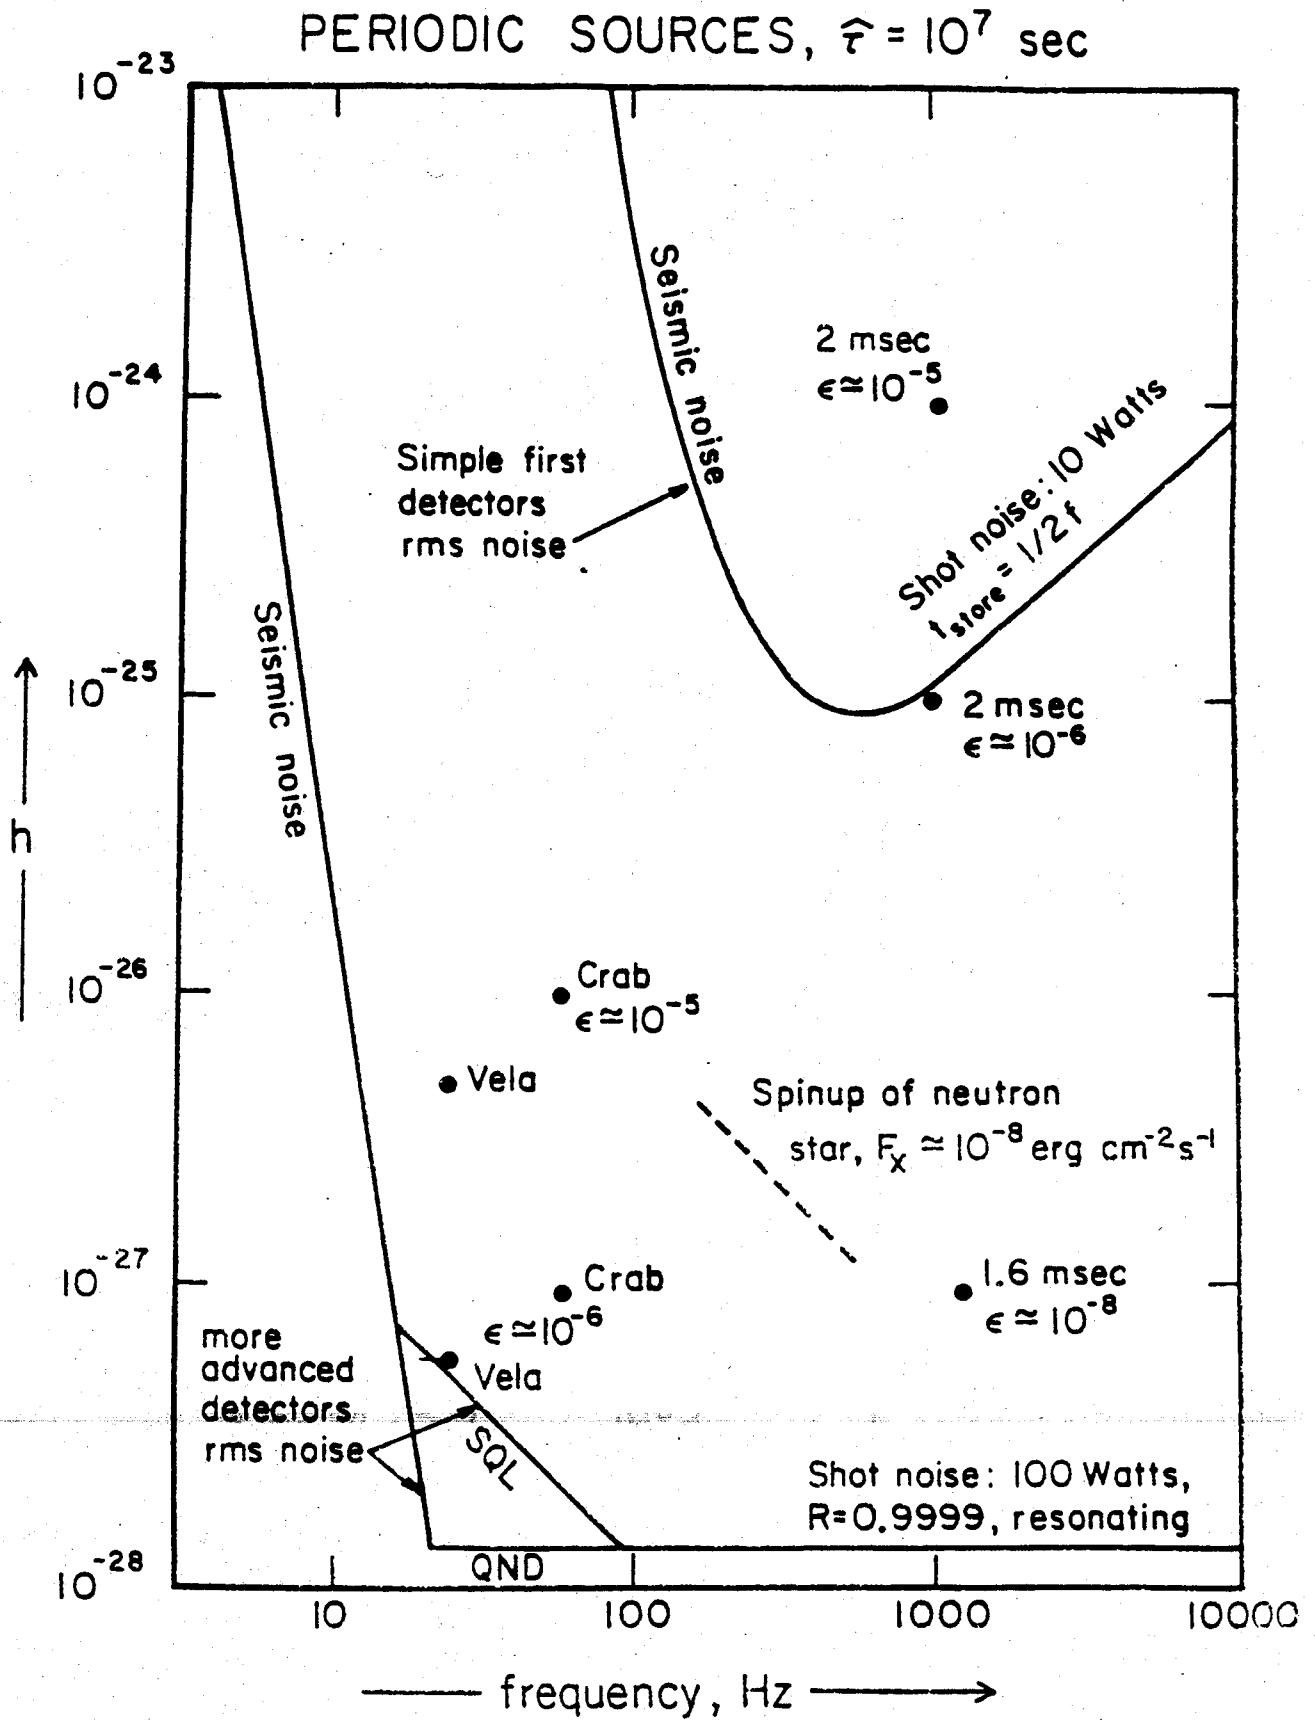 PERIODIC SOURCES, τ̂ = 10⁷ sec
10⁻²³
10⁻²⁴
10⁻²⁵
10⁻²⁶
10⁻²⁷
10⁻²⁸
h
Seismic noise
Seismic noise
2 msec
ϵ≃10⁻⁵
Simple first
detectors
rms noise
Shot noise: 10 Watts
t_store = 1/2f
2 msec
ϵ≃10⁻⁶
Crab
ϵ≃10⁻⁵
Vela
Spinup of neutron
star, Fₓ ≃ 10⁻⁸ erg cm⁻² s⁻¹
Crab
ϵ≃10⁻⁶
Vela
1.6 msec
ϵ≃10⁻⁸
more
advanced
detectors
rms noise
SQL
Shot noise: 100 Watts,
R=0.9999, resonating
QND
10
100
1000
10000
frequency, Hz